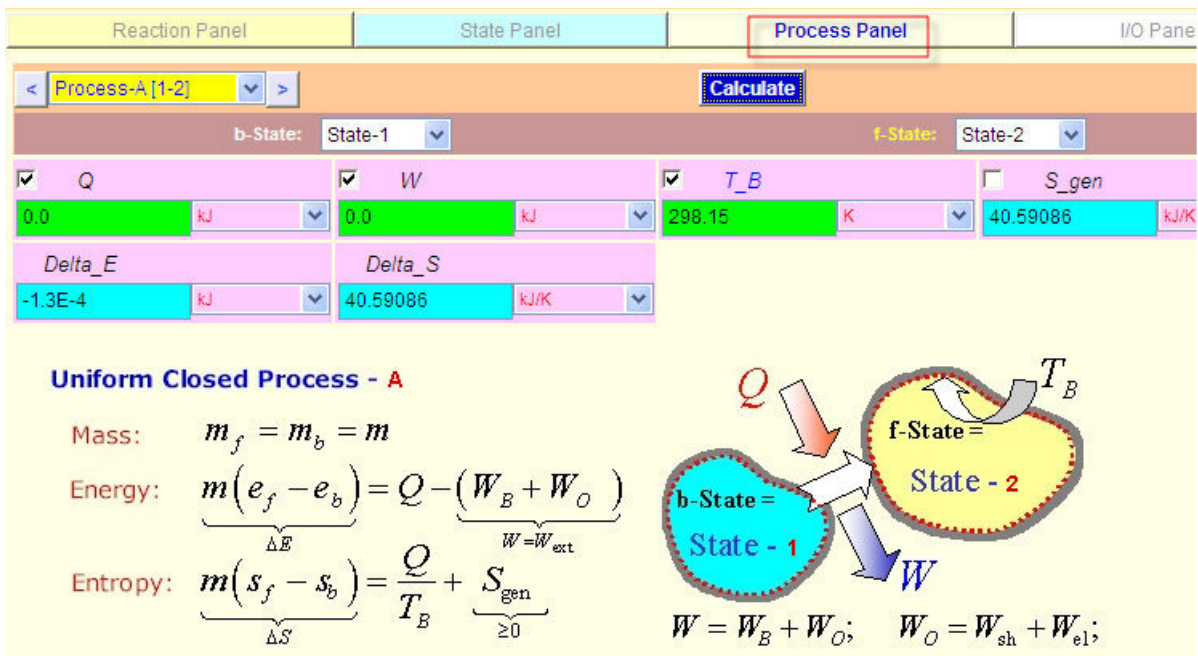 Reaction Panel State Panel Process Panel I/O Pane
< Process-A [1-2] > Calculate
b-State: State-1 f-State: State-2
Q W T_B S_gen
0.0 kJ 0.0 kJ 298.15 K 40.59086 kJ/K
Delta_E Delta_S
-1.3E-4 kJ 40.59086 kJ/K
Uniform Closed Process - A
Mass: m_f = m_b = m
Energy: m(e_f − e_b) = Q − (W_B + W_O)
ΔE W=W_ext
Entropy: m(s_f − s_b) = Q/T_B + S_gen
ΔS ≥0
Q
T_B
f-State =
State - 2
b-State =
State - 1
W
W = W_B + W_O; W_O = W_sh + W_el;